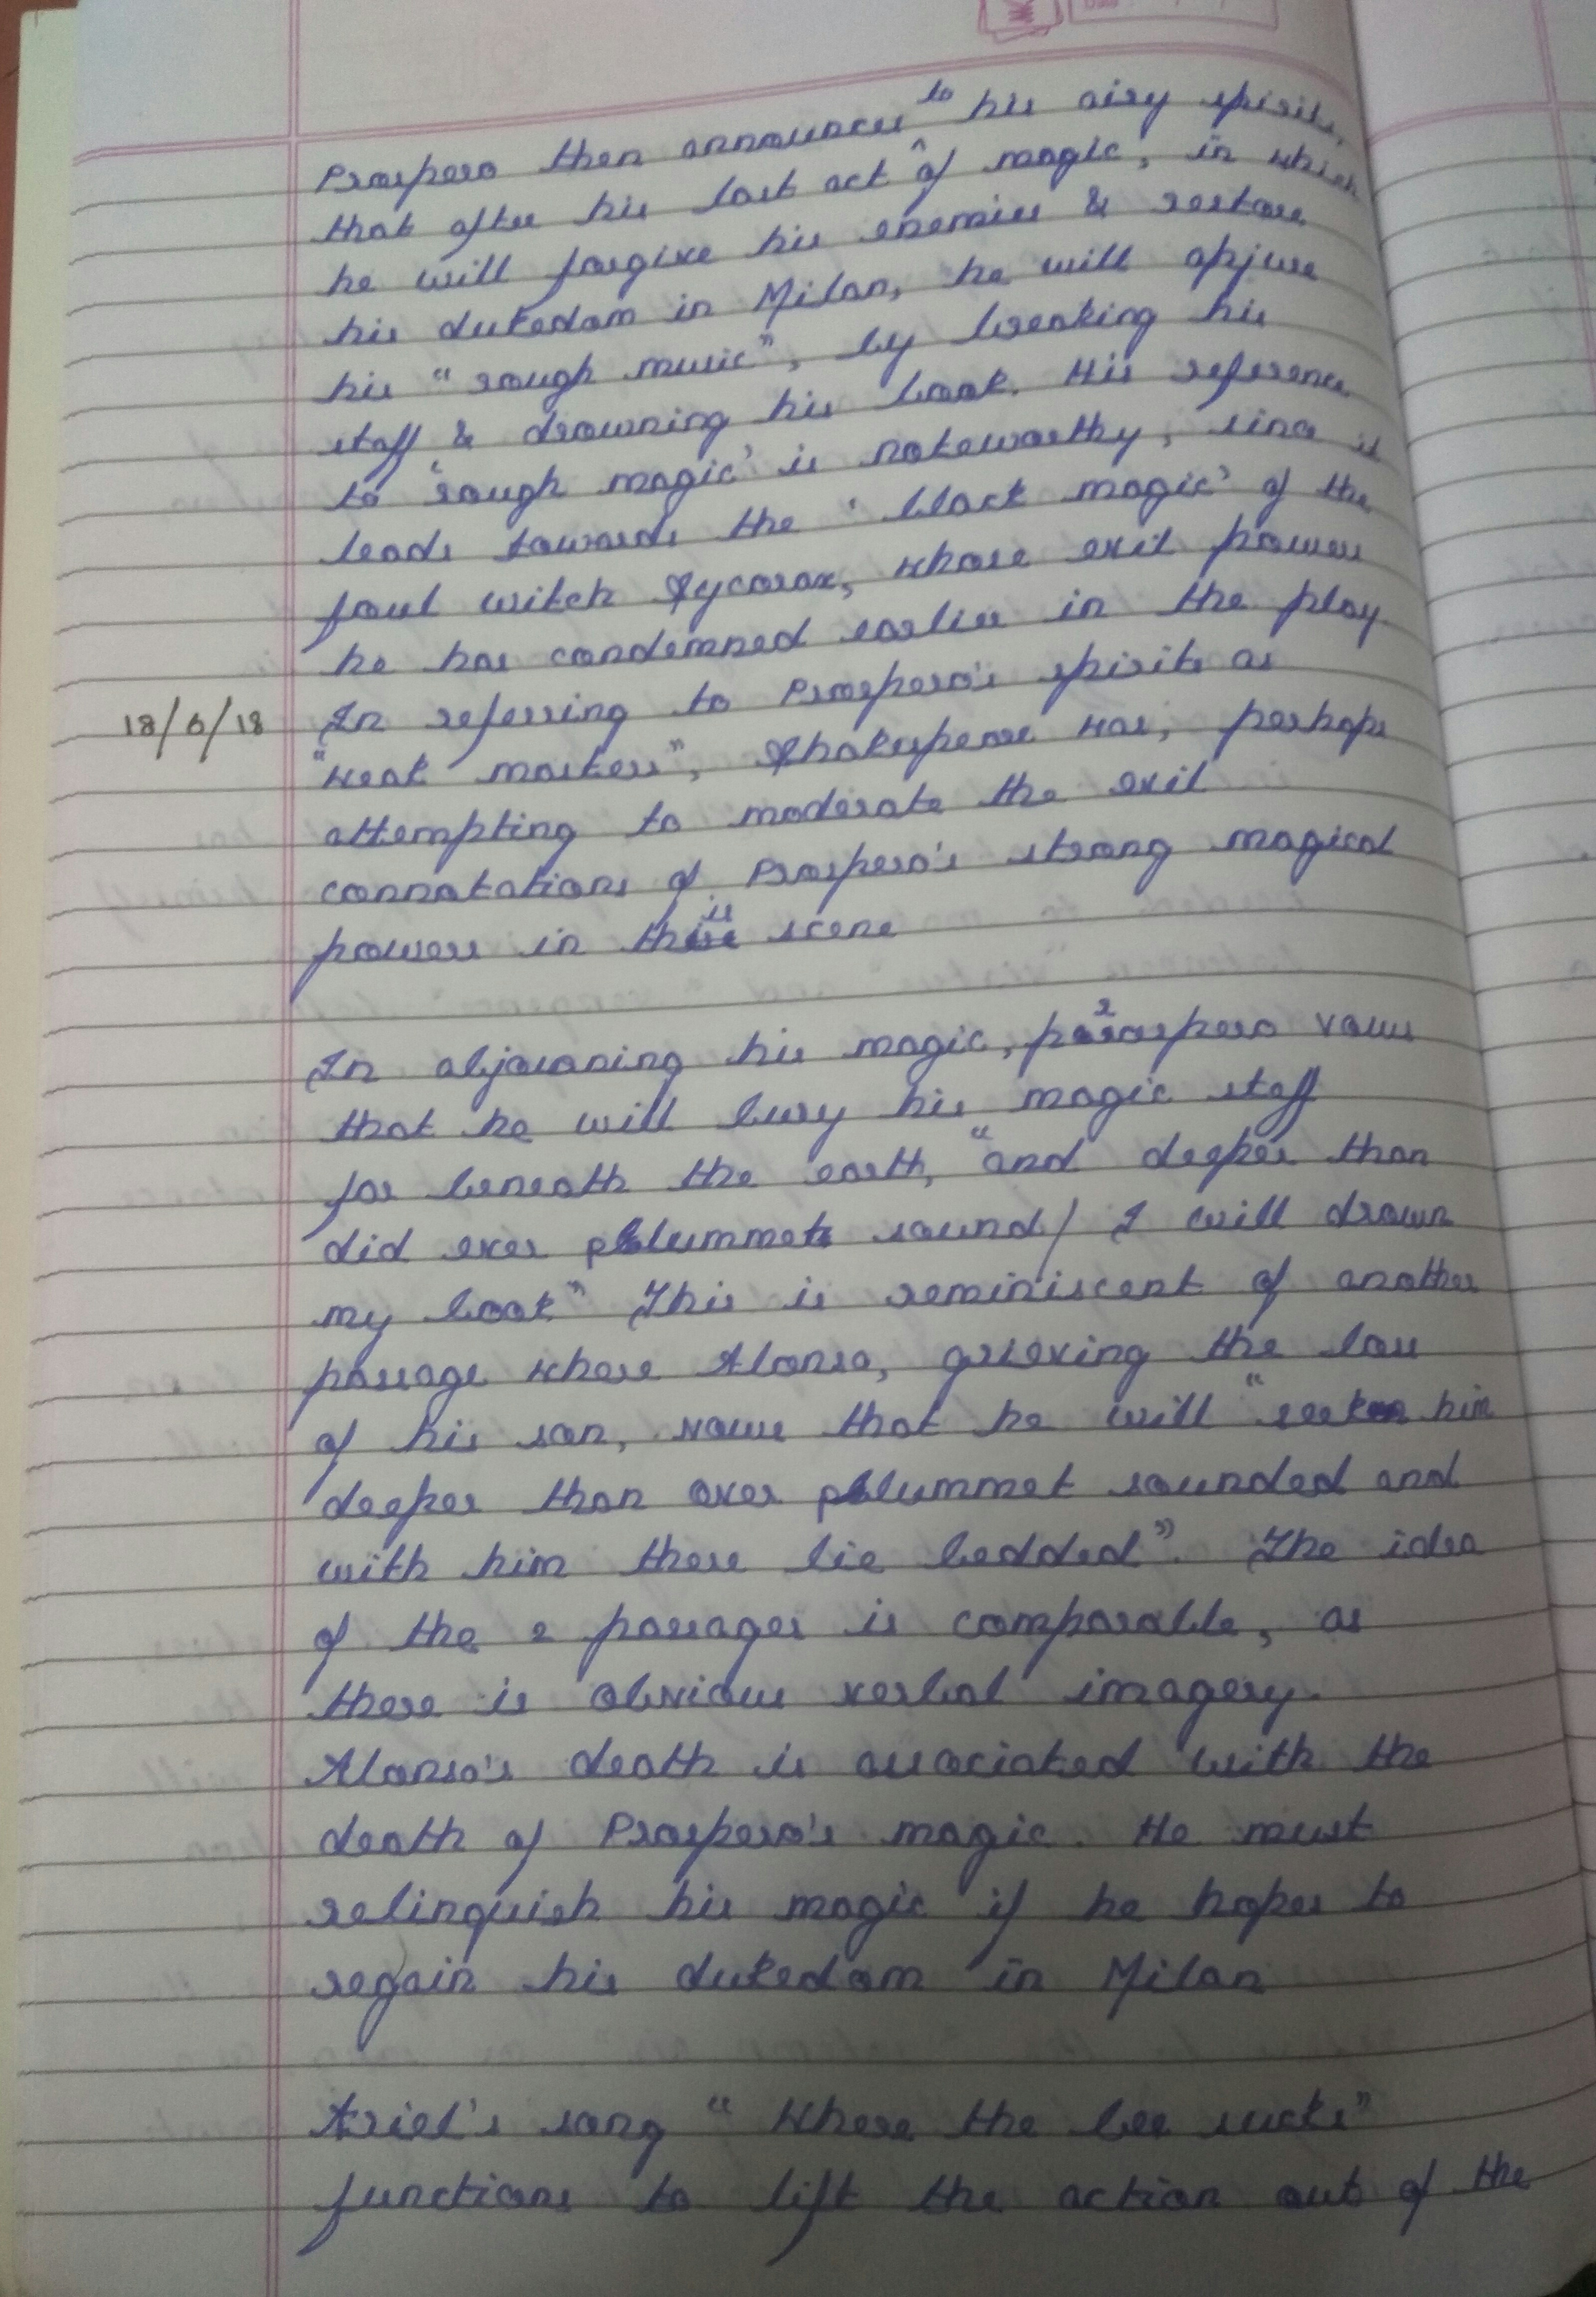 Prospero then announces to his airy spirits,
that after his last act of magic, in which
he will forgive his enemies & restore
his dukedom in Milan, he will abjure
his "rough music", by breaking his
staff & drowning his book. His reference
to 'rough magic' is noteworthy, since it
leads towards the 'black magic' of the
foul witch Sycorax, whose evil powers
he has condemned earlier in the play.
18/6/18 In referring to Prospero's spirits as
"weak masters", Shakespeare was, perhaps
attempting to moderate the evil
connotations of Prospero's strong magical
powers in this scene
In abjouraning his magic, prospero vows
that he will bury his magic staff
far beneath the earth, "and deeper than
did ever plummet sound / I will drown
my book" This is reminiscent of another
passage where Alonso, grieving the loss
of his son, vows that he will "seek him
deeper than ever plummet sounded and
with him there lie bedded". The idea
of the 2 passages is comparable, as
there is obvious verbal imagery.
Alonso's death is associated with the
death of Prospero's magic. He must
relinquish his magic if he hopes to
regain his dukedom in Milan
Ariel's song "Where the bee sucks"
functions to lift the action out of the